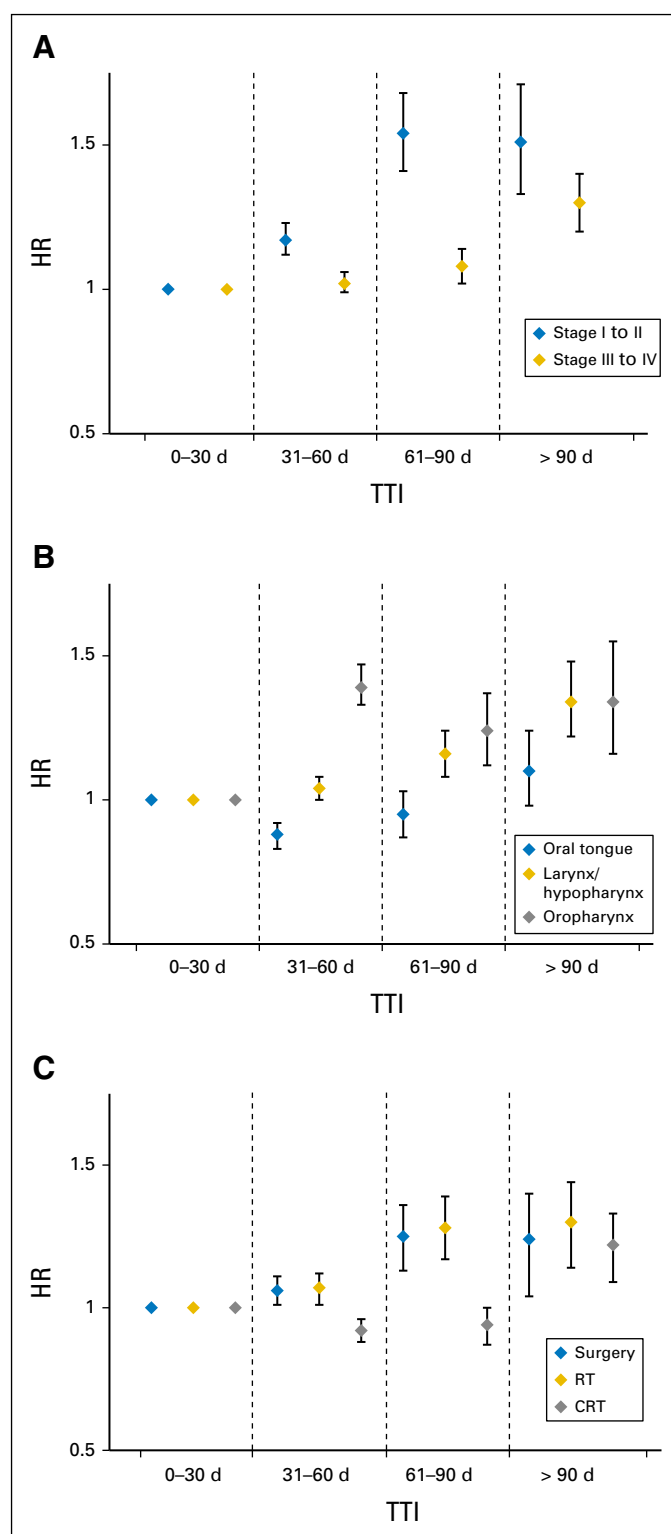 A
HR
1.5
1
0.5
Stage I to II
Stage III to IV
0–30 d 31–60 d 61–90 d > 90 d
TTI
B
HR
1.5
1
0.5
Oral tongue
Larynx/
hypopharynx
Oropharynx
0–30 d 31–60 d 61–90 d > 90 d
TTI
C
HR
1.5
1
0.5
Surgery
RT
CRT
0–30 d 31–60 d 61–90 d > 90 d
TTI